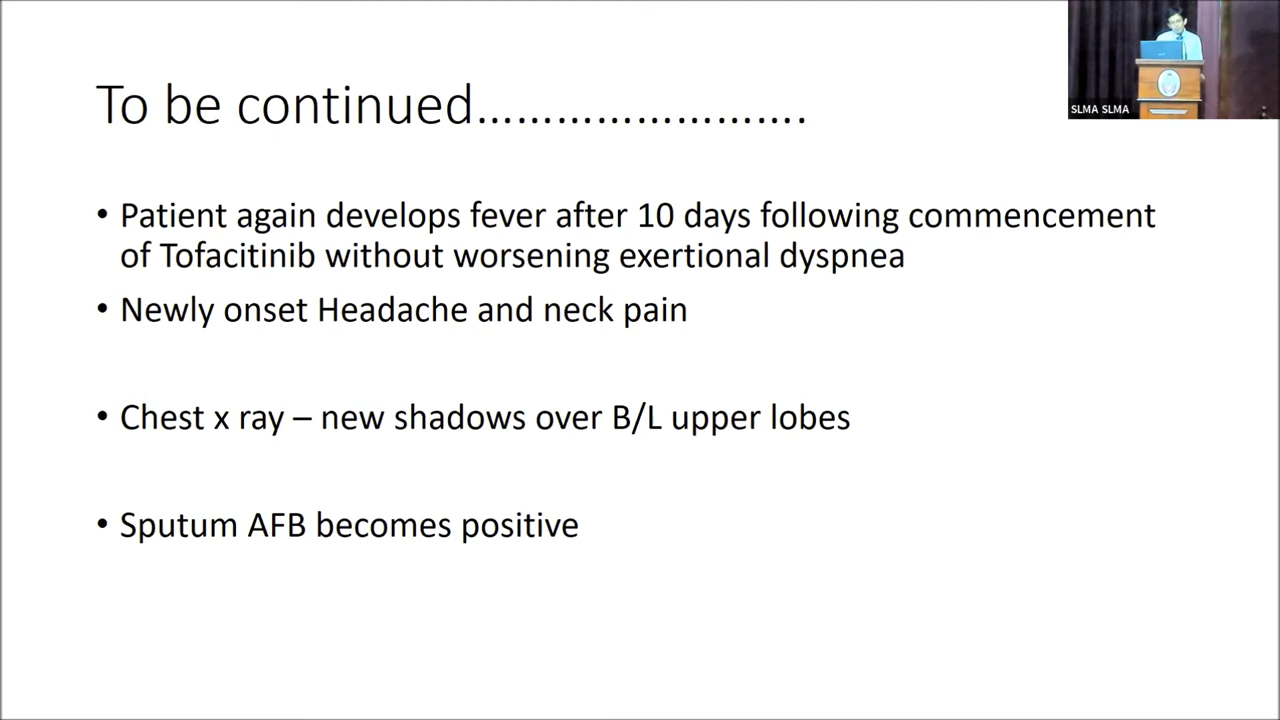 To be continued…………………….
• Patient again develops fever after 10 days following commencement
of Tofacitinib without worsening exertional dyspnea
• Newly onset Headache and neck pain
• Chest x ray – new shadows over B/L upper lobes
• Sputum AFB becomes positive
SLMA SLMA